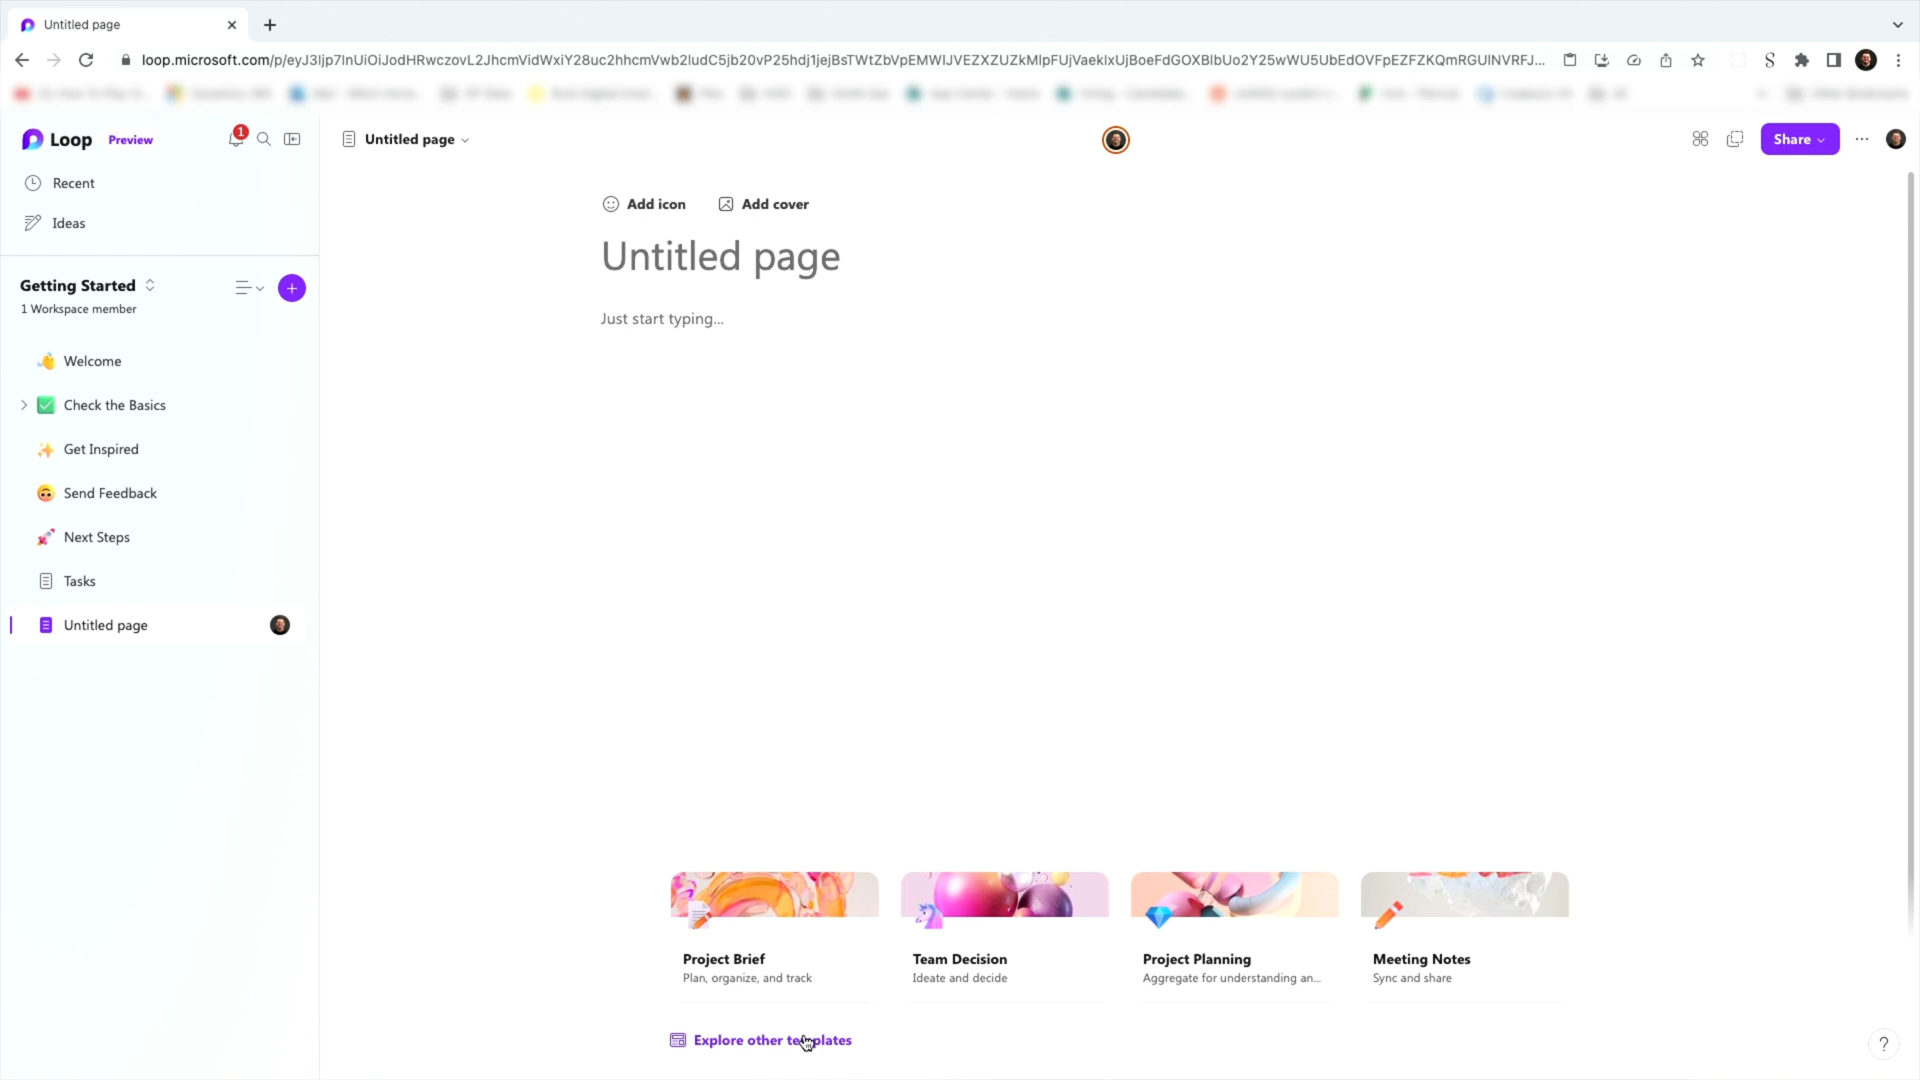 Untitled page
loop.microsoft.com
Loop Preview
1
Untitled page
Share
Recent
Ideas
Add icon
Add cover
Untitled page
Just start typing...
Getting Started
1 Workspace member
Welcome
Check the Basics
Get Inspired
Send Feedback
Next Steps
Tasks
Untitled page
Project Brief
Plan, organize, and track
Team Decision
Ideate and decide
Project Planning
Aggregate for understanding an...
Meeting Notes
Sync and share
Explore other templates
?